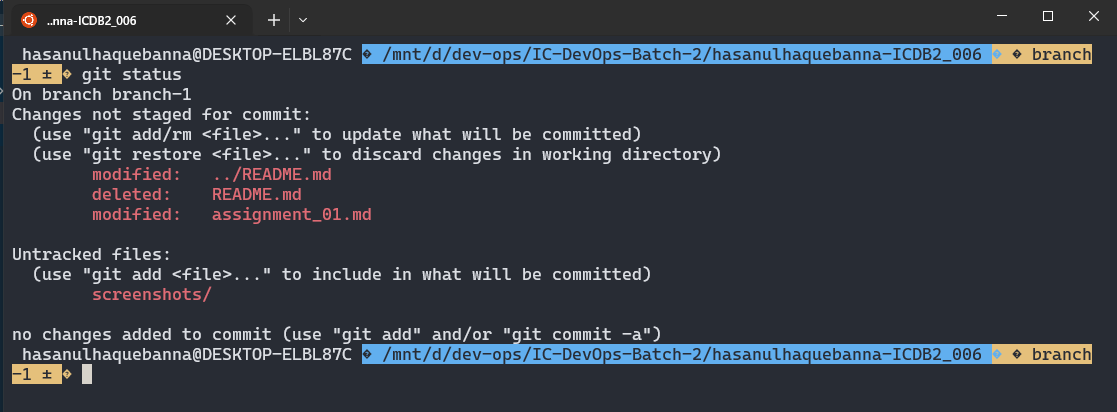 ..nna-ICDB2_006
hasanulhaquebanna@DESKTOP-ELBL87C � /mnt/d/dev-ops/IC-DevOps-Batch-2/hasanulhaquebanna-ICDB2_006 � � branch
-1 ± � git status
On branch branch-1
Changes not staged for commit:
  (use "git add/rm <file>..." to update what will be committed)
  (use "git restore <file>..." to discard changes in working directory)
        modified:   ../README.md
        deleted:    README.md
        modified:   assignment_01.md

Untracked files:
  (use "git add <file>..." to include in what will be committed)
        screenshots/

no changes added to commit (use "git add" and/or "git commit -a")
hasanulhaquebanna@DESKTOP-ELBL87C � /mnt/d/dev-ops/IC-DevOps-Batch-2/hasanulhaquebanna-ICDB2_006 � � branch
-1 ± �